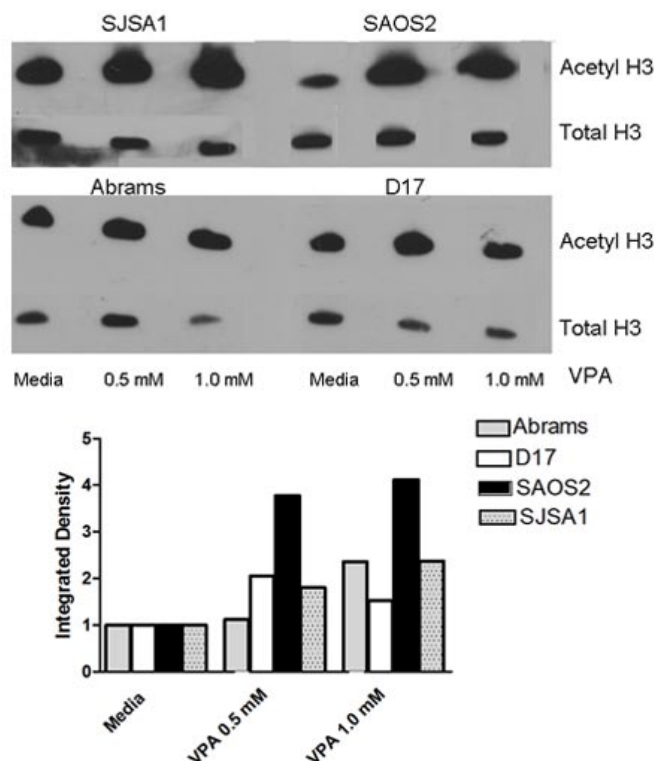 SJSA1 SAOS2
Acetyl H3
Total H3
Abrams D17
Acetyl H3
Total H3
Media 0.5 mM 1.0 mM Media 0.5 mM 1.0 mM VPA
Abrams
D17
SAOS2
SJSA1
Integrated Density
5
4
3
2
1
0
Media
VPA 0.5 mM
VPA 1.0 mM